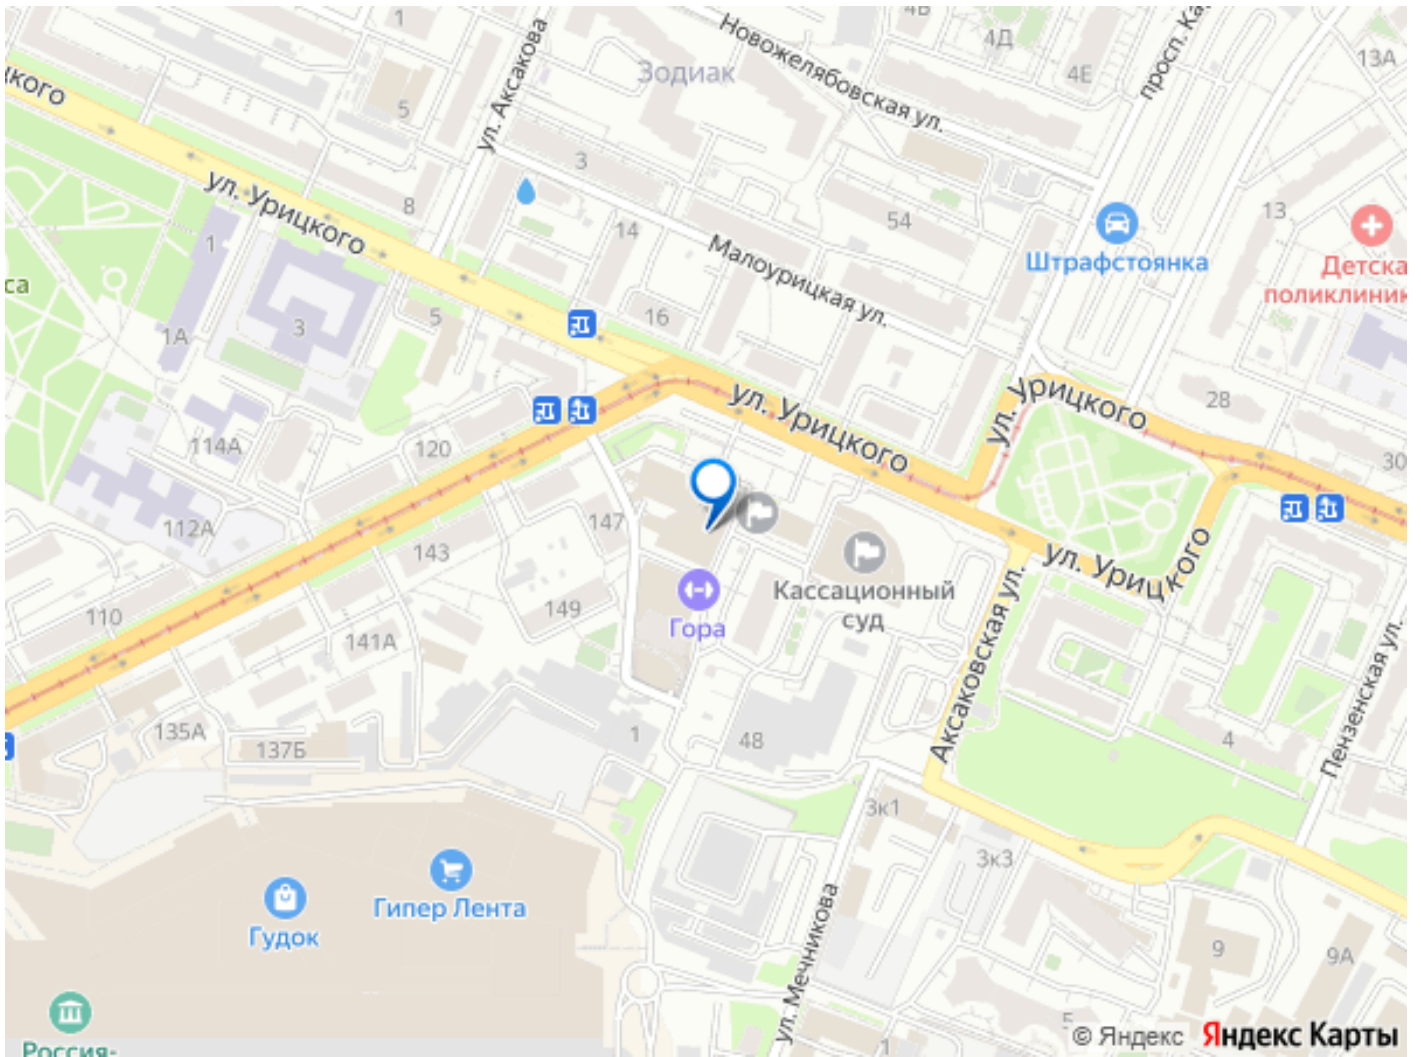 1
4В
4Д
13А
ул. Аксакова
Новожелябовская ул.
Зодиак
4Е
просп. Ка
кого
5
3
ул. Урицкого
8
14
54
13
1
Малоурицкая ул.
Штрафстоянка
Детска
поликлиник
са
3
5
16
1А
28
ул. Урицкого
ул. Урицкого
114А
120
30
112А
147
143
Кассационный
суд
ул. Урицкого
110
149
Гора
141А
Аксаковская ул.
Пензенская ул.
135А
137Б
1
48
4
3к1
3к3
Гипер Лента
Гудок
ул. Мечникова
9
9А
5
1
Россия-
© Яндекс Яндекс Карты